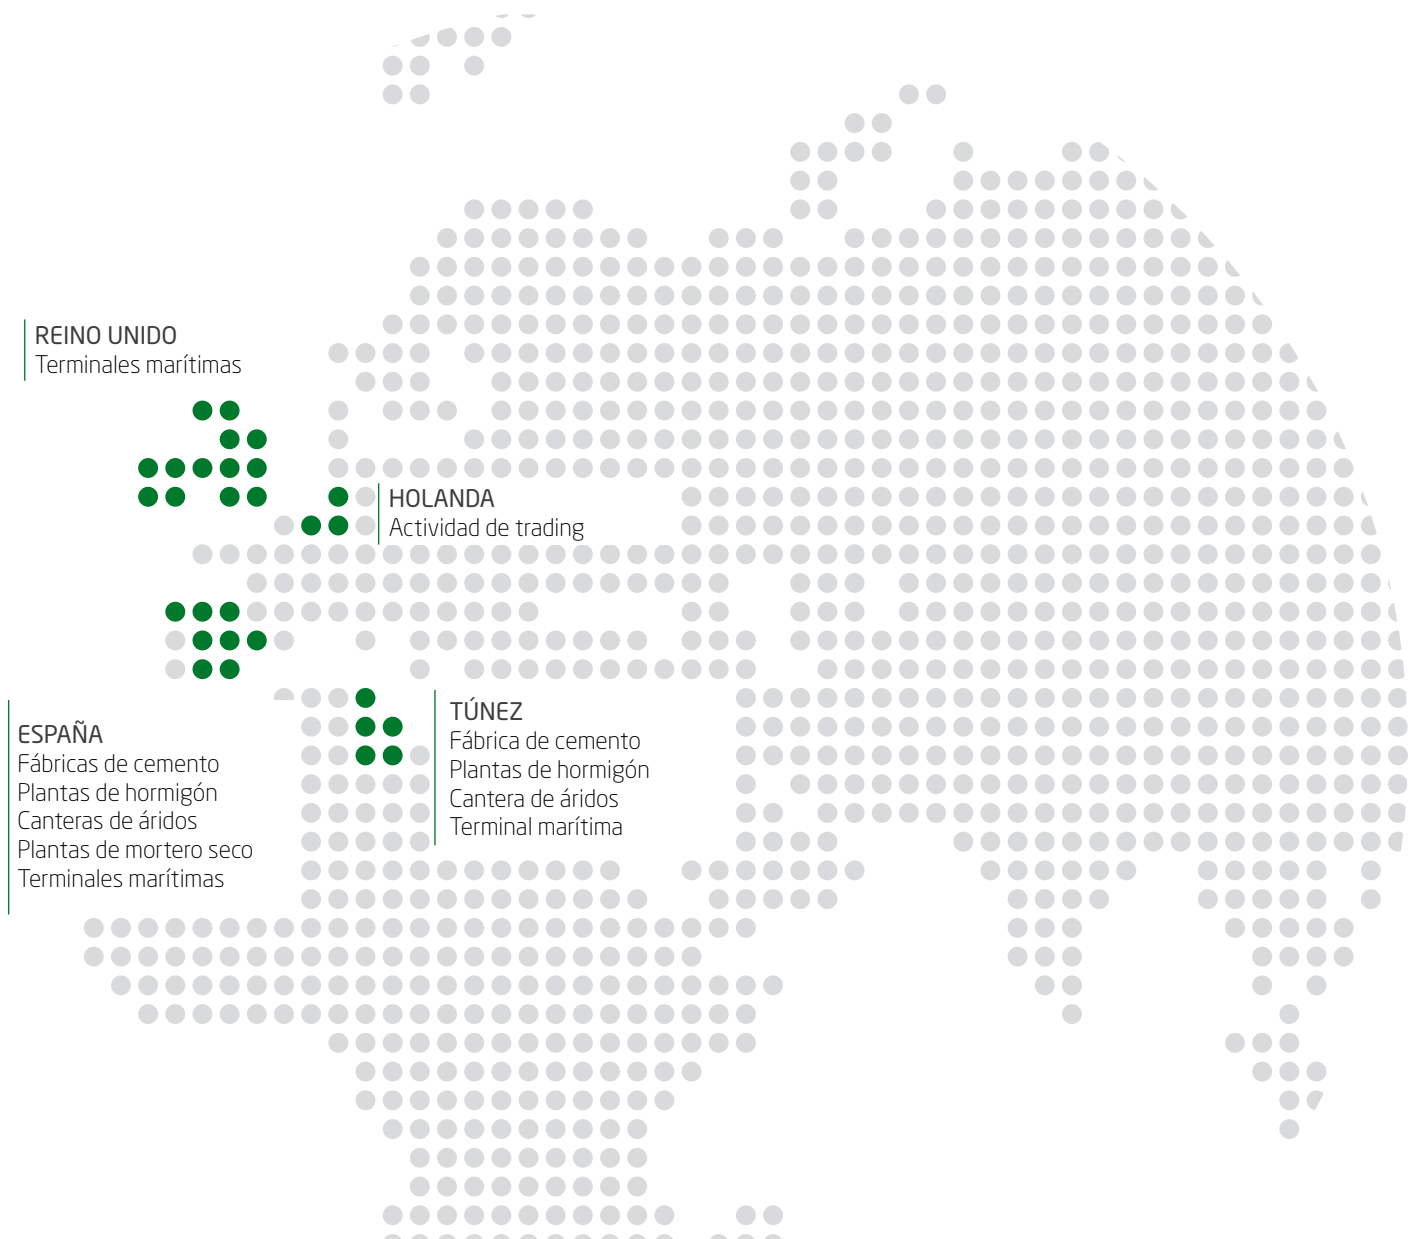 REINO UNIDO
Terminales marítimas
HOLANDA
Actividad de trading
ESPAÑA
Fábricas de cemento
Plantas de hormigón
Canteras de áridos
Plantas de mortero seco
Terminales marítimas
TÚNEZ
Fábrica de cemento
Plantas de hormigón
Cantera de áridos
Terminal marítima